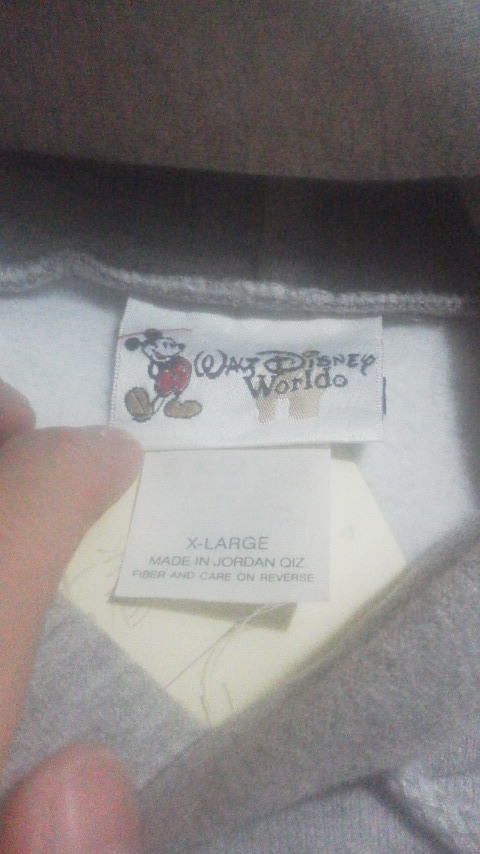 WALT DISNEY
World
X-LARGE
MADE IN JORDAN QIZ
FIBER AND CARE ON REVERSE